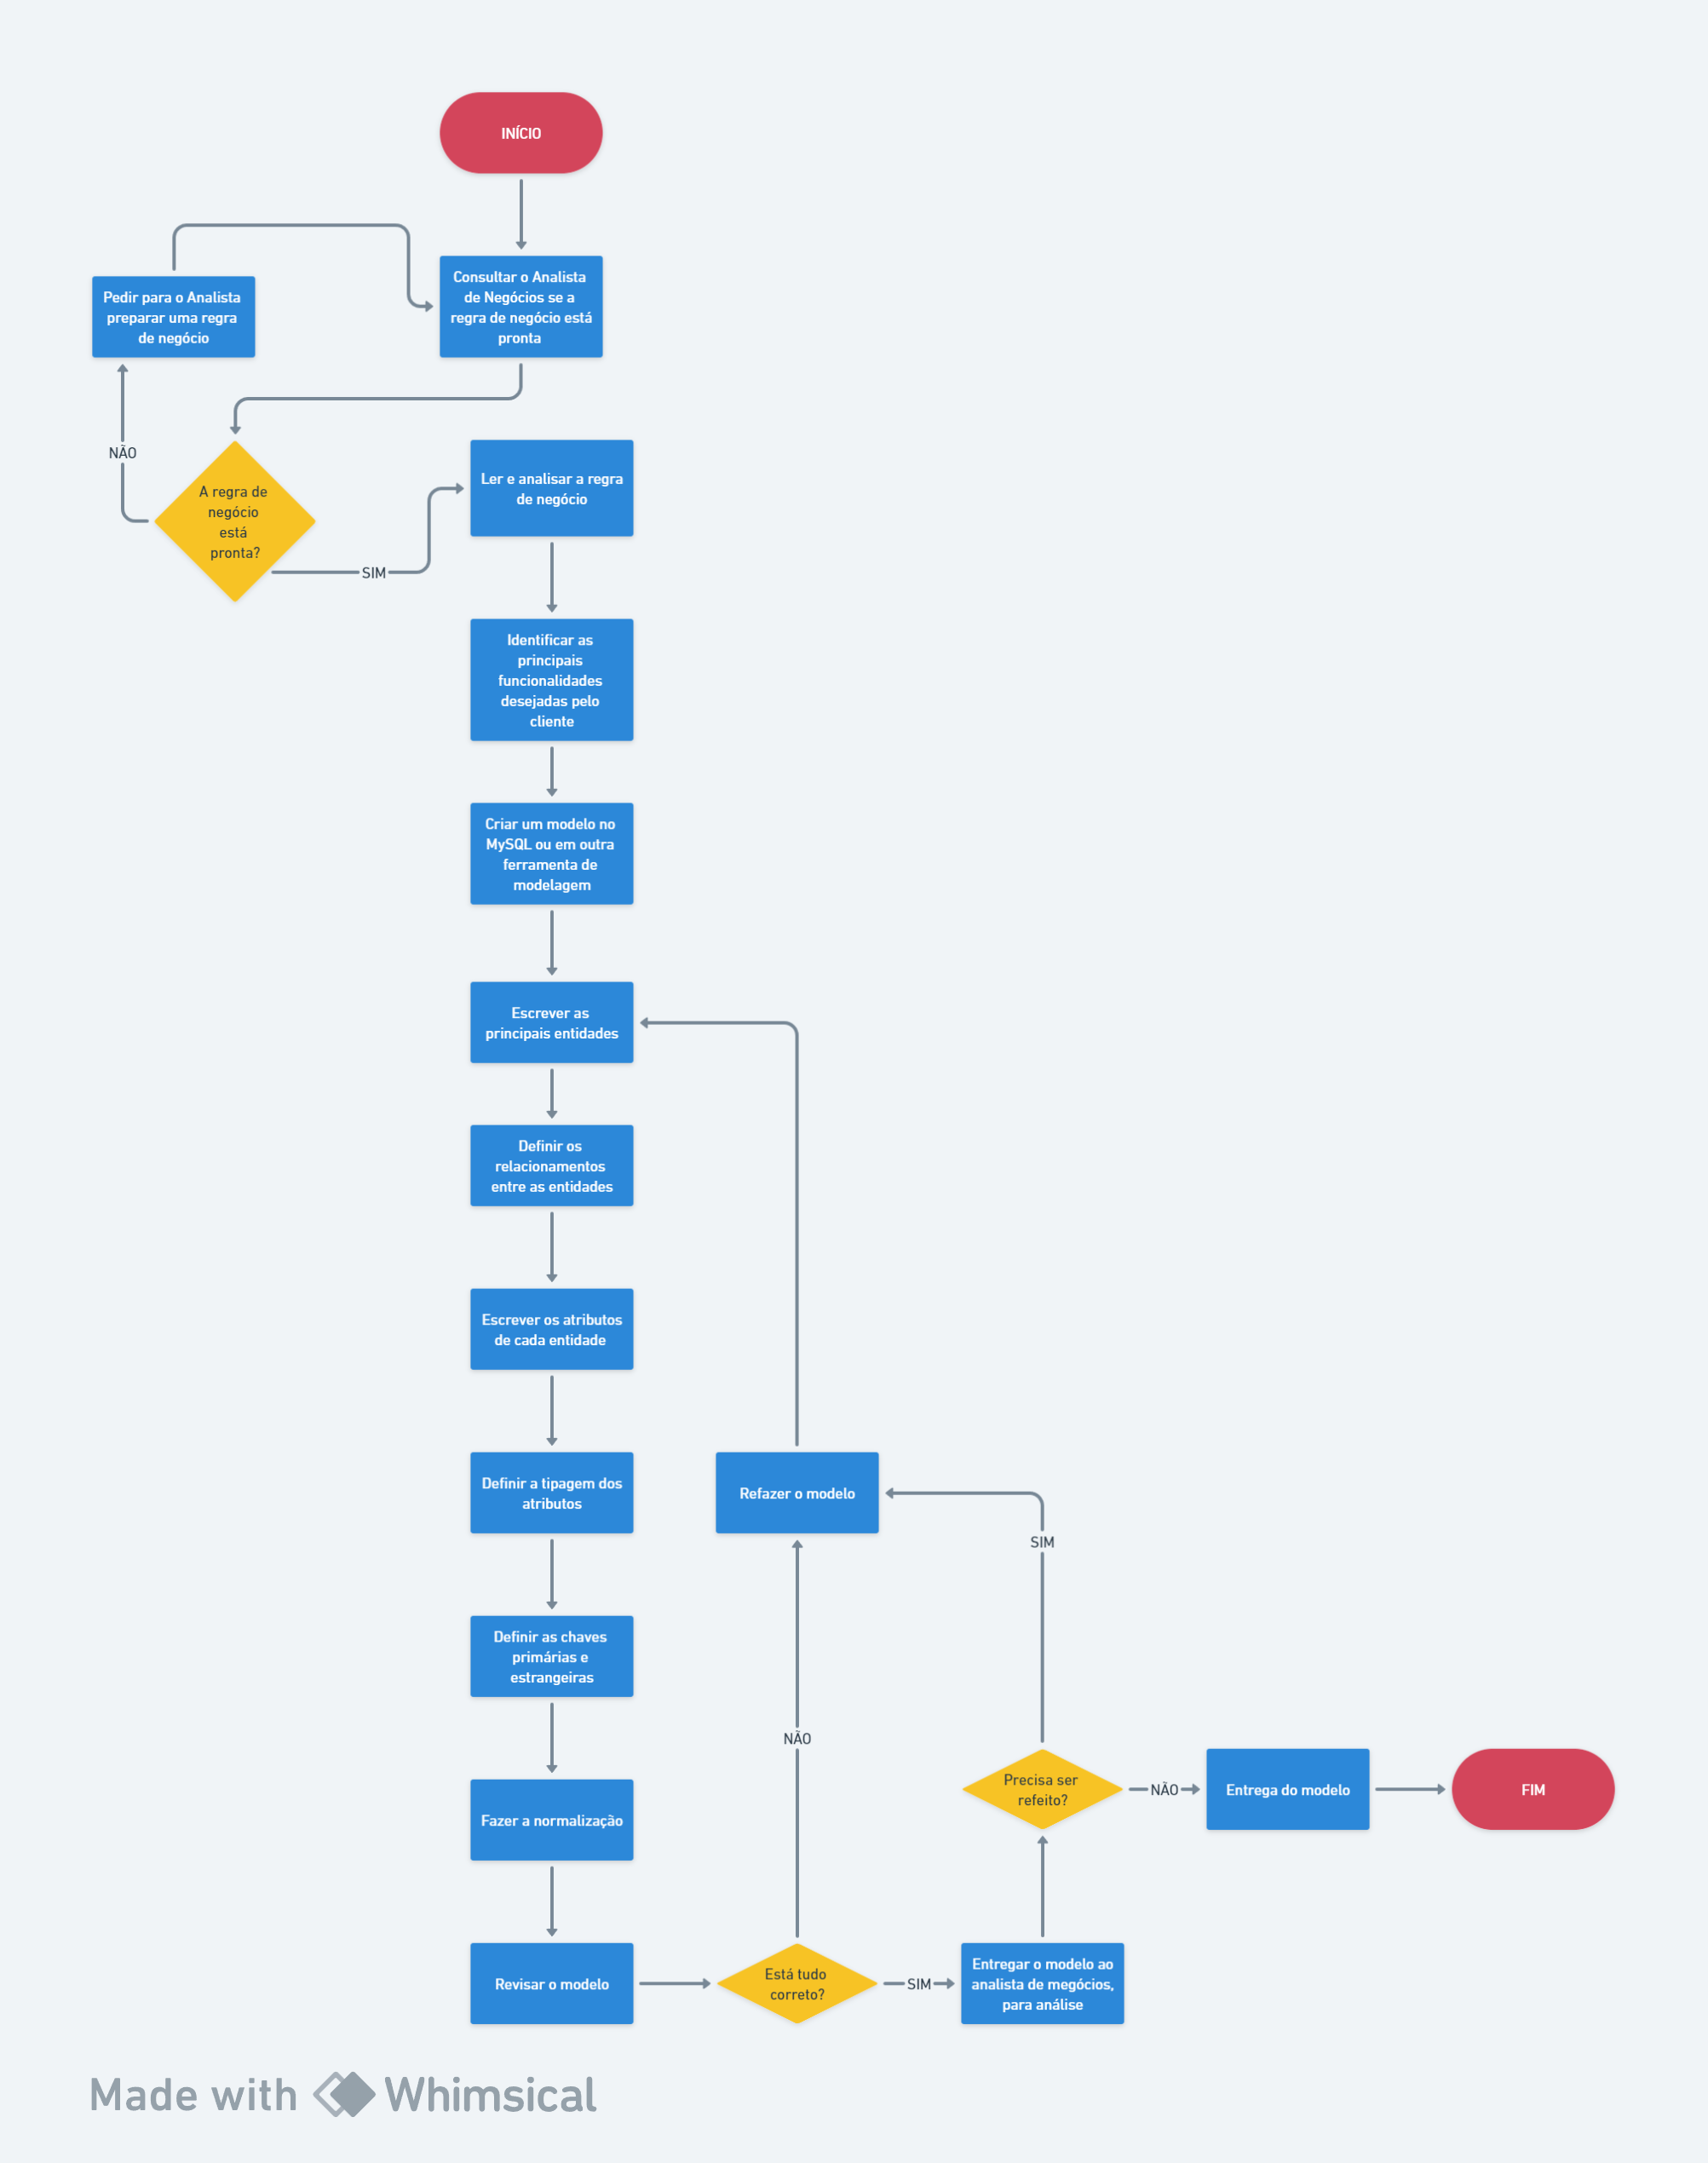 INÍCIO
Consultar o Analista
de Negócios se a
regra de negócio está
pronta
Pedir para o Analista
preparar uma regra
de negócio
NÃO
A regra de
negócio
está
pronta?
SIM
Ler e analisar a regra
de negócio
Identificar as
principais
funcionalidades
desejadas pelo
cliente
Criar um modelo no
MySQL ou em outra
ferramenta de
modelagem
Escrever as
principais entidades
Definir os
relacionamentos
entre as entidades
Escrever os atributos
de cada entidade
Definir a tipagem dos
atributos
Definir as chaves
primárias e
estrangeiras
Fazer a normalização
Revisar o modelo
Está tudo
correto?
NÃO
Refazer o modelo
SIM
Entregar o modelo ao
analista de megócios,
para análise
Precisa ser
refeito?
SIM
NÃO
Entrega do modelo
FIM
Made with Whimsical